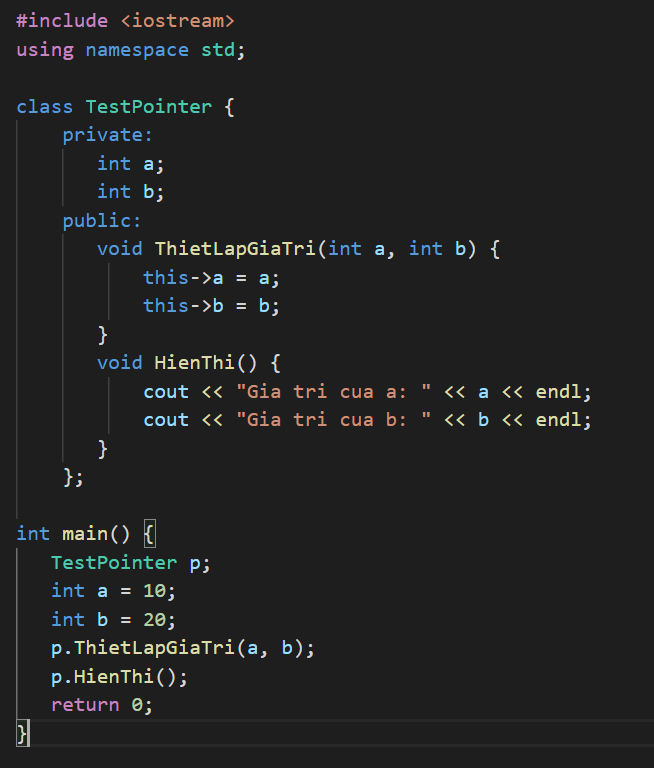 #include <iostream>
using namespace std;
class TestPointer {
private:
int a;
int b;
public:
void ThietLapGiaTri(int a, int b) {
this->a = a;
this->b = b;
}
void HienThi() {
cout << "Gia tri cua a: " << a << endl;
cout << "Gia tri cua b: " << b << endl;
}
};
int main() {
TestPointer p;
int a = 10;
int b = 20;
p.ThietLapGiaTri(a, b);
p.HienThi();
return 0;
}